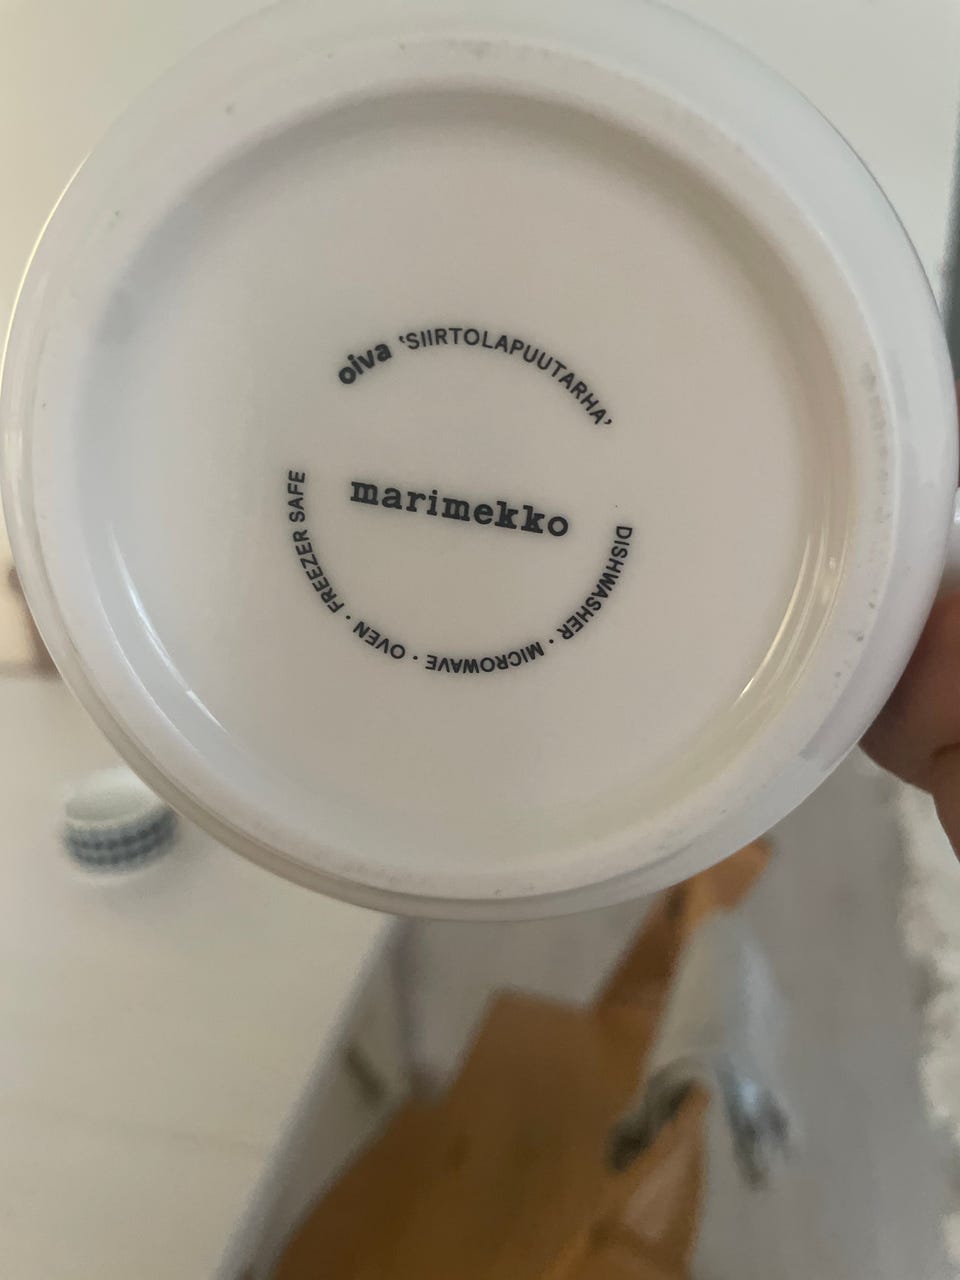 oiva ‘SIIRTOLAPUUTARHA’
marimekko
DISHWASHER · MICROWAVE · OVEN · FREEZER SAFE